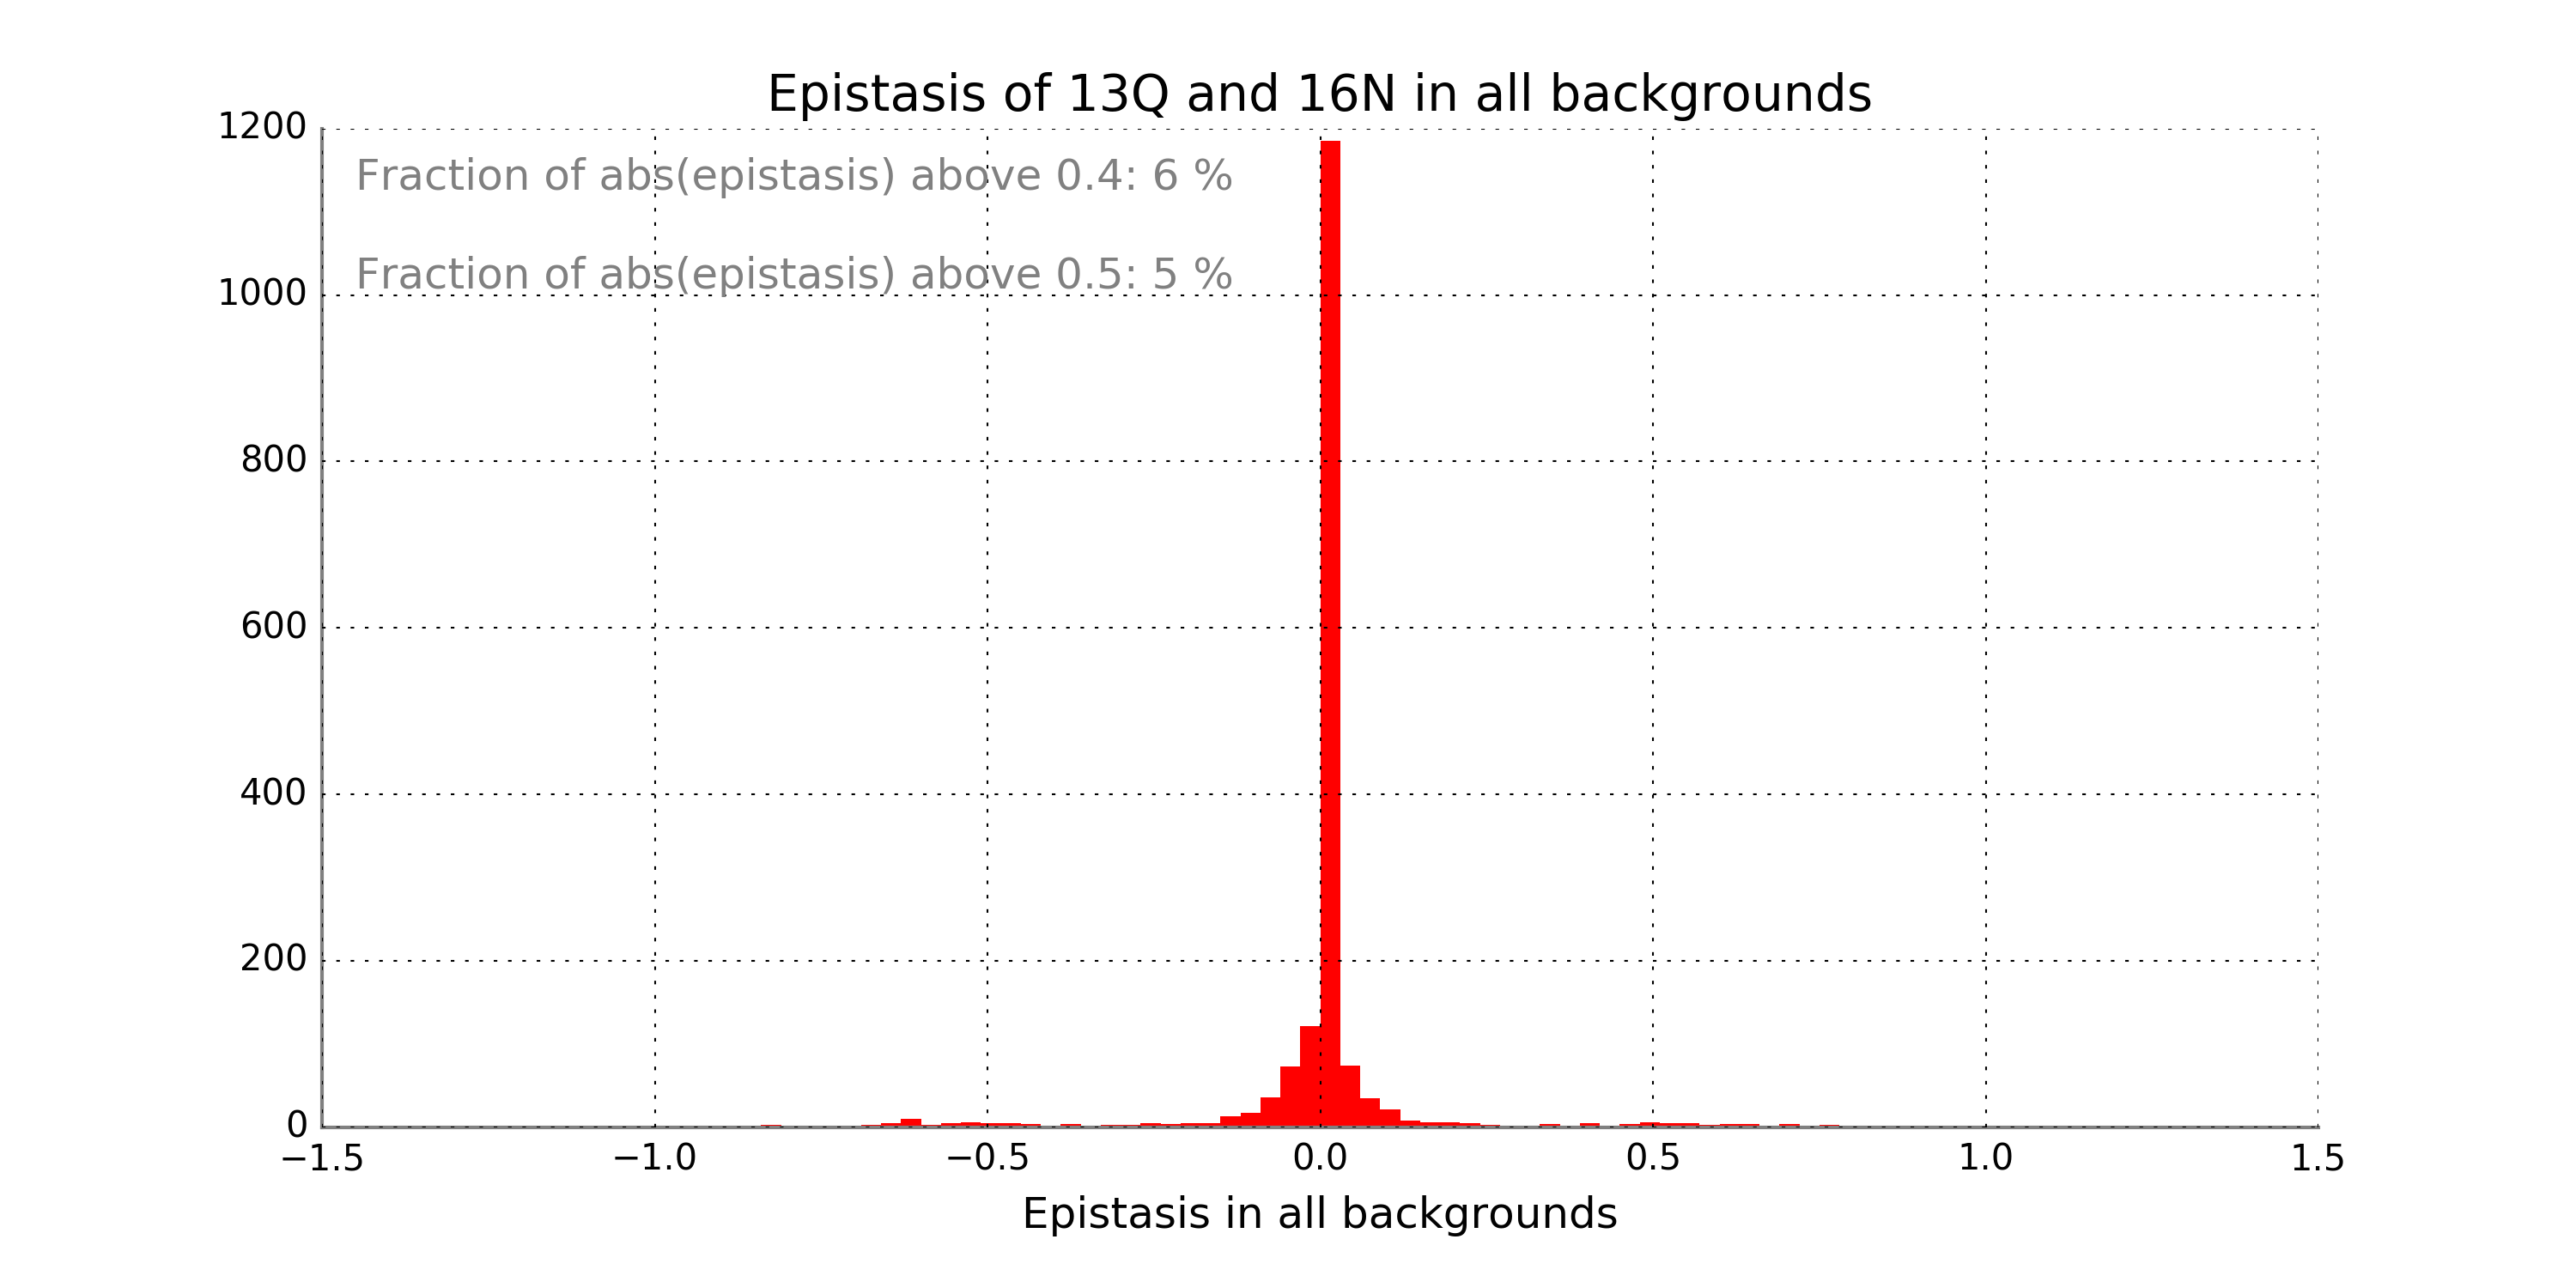 Epistasis of 13Q and 16N in all backgrounds
1200
Fraction of abs(epistasis) above 0.4: 6 %
Fraction of abs(epistasis) above 0.5: 5 %
1000
800
600
400
200
0
−1.5 −1.0 −0.5 0.0 0.5 1.0 1.5
Epistasis in all backgrounds